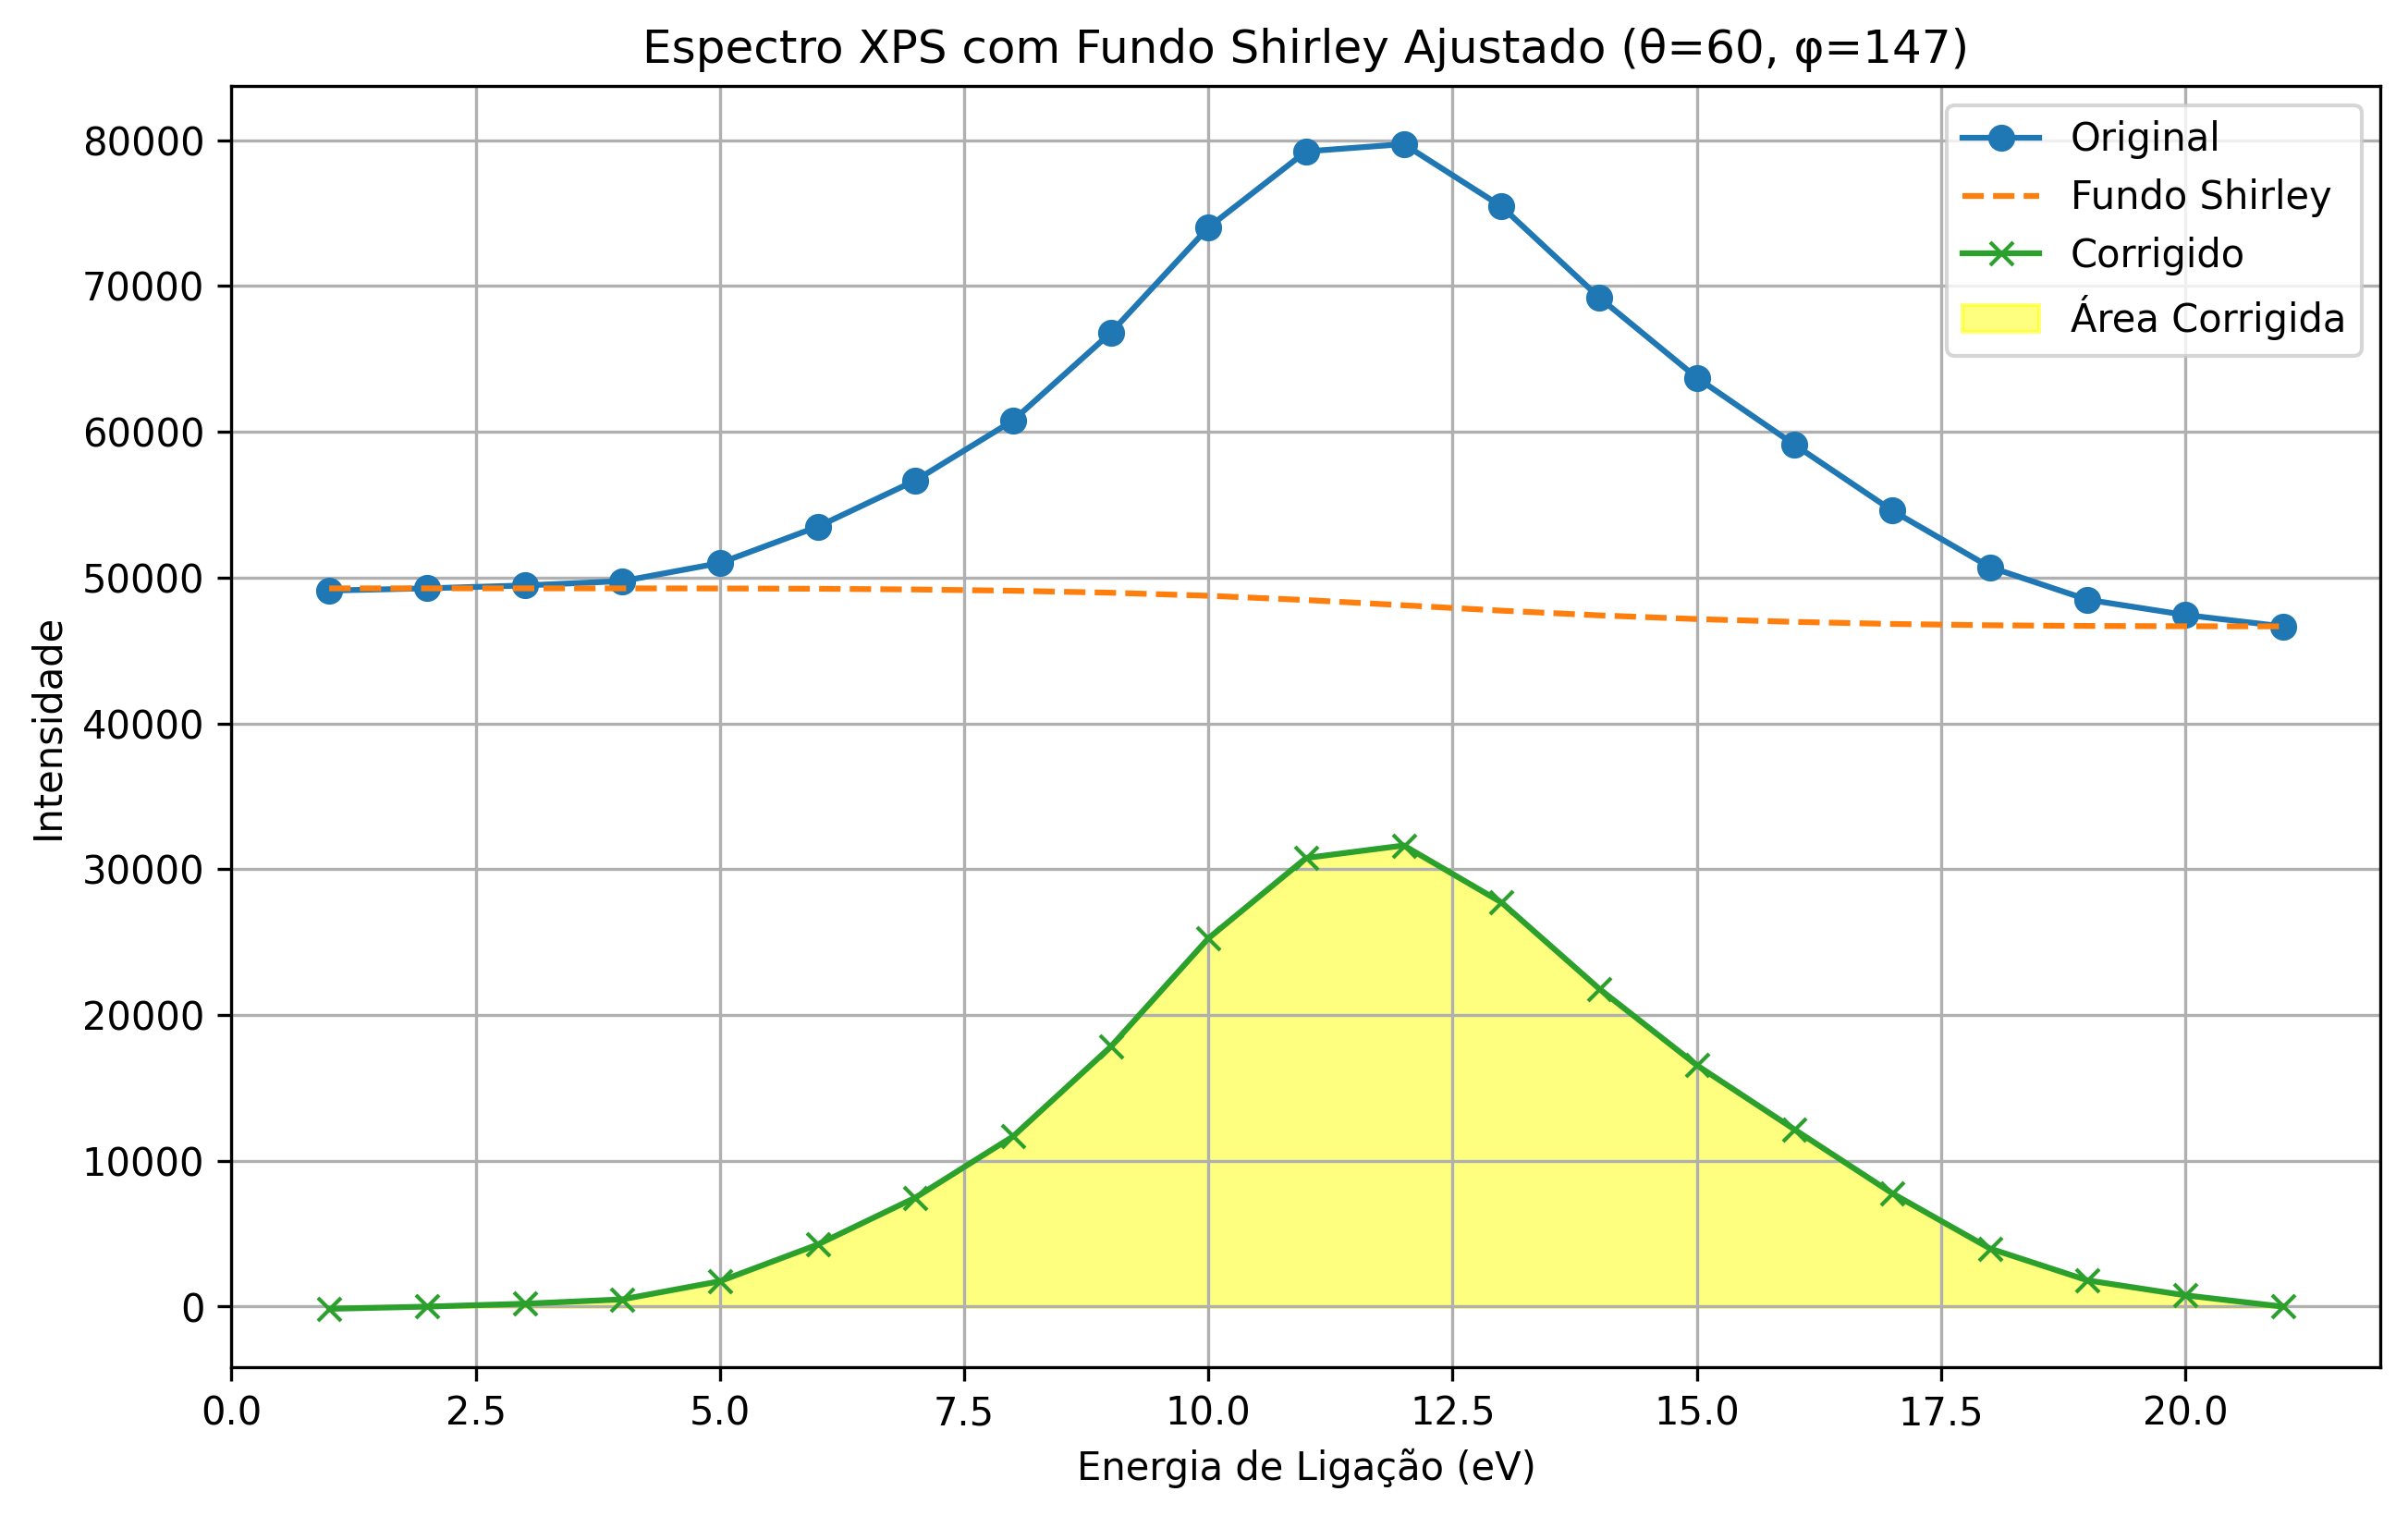 Espectro XPS com Fundo Shirley Ajustado (θ=60, φ=147)
Original
Fundo Shirley
Corrigido
Área Corrigida
80000
70000
60000
50000
40000
30000
20000
10000
0
Intensidade
0.0 2.5 5.0 7.5 10.0 12.5 15.0 17.5 20.0
Energia de Ligação (eV)